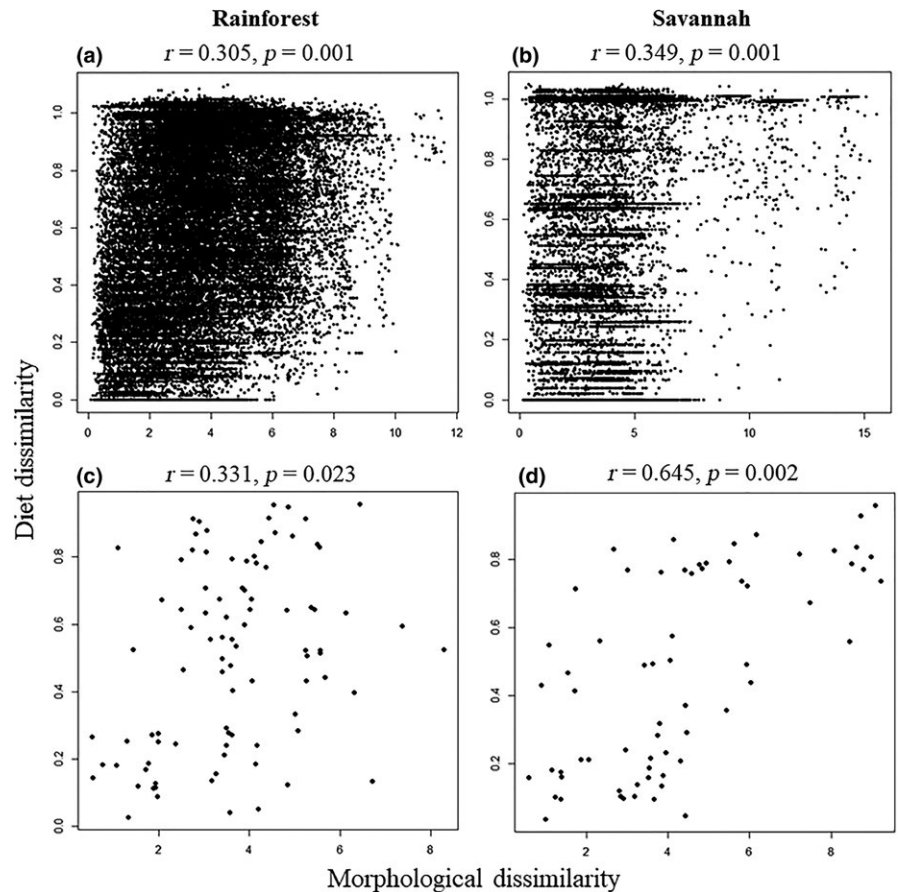 Rainforest
Savannah
(a)
r = 0.305, p = 0.001
(b)
r = 0.349, p = 0.001
1.0
0.8
0.6
0.4
0.2
0.0
0 2 4 6 8 10 12
1.0
0.8
0.6
0.4
0.2
0.0
0 5 10 15
Diet dissimilarity
(c)
r = 0.331, p = 0.023
(d)
r = 0.645, p = 0.002
0.8
0.6
0.4
0.2
0.0
2 4 6 8
0.8
0.6
0.4
0.2
2 4 6 8
Morphological dissimilarity